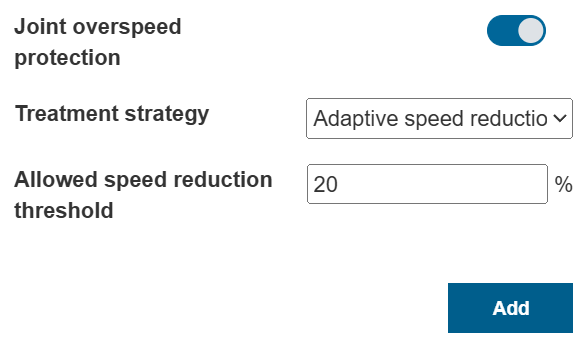 Joint overspeed
protection
Treatment strategy
Adaptive speed reductio
Allowed speed reduction
threshold
20 %
Add